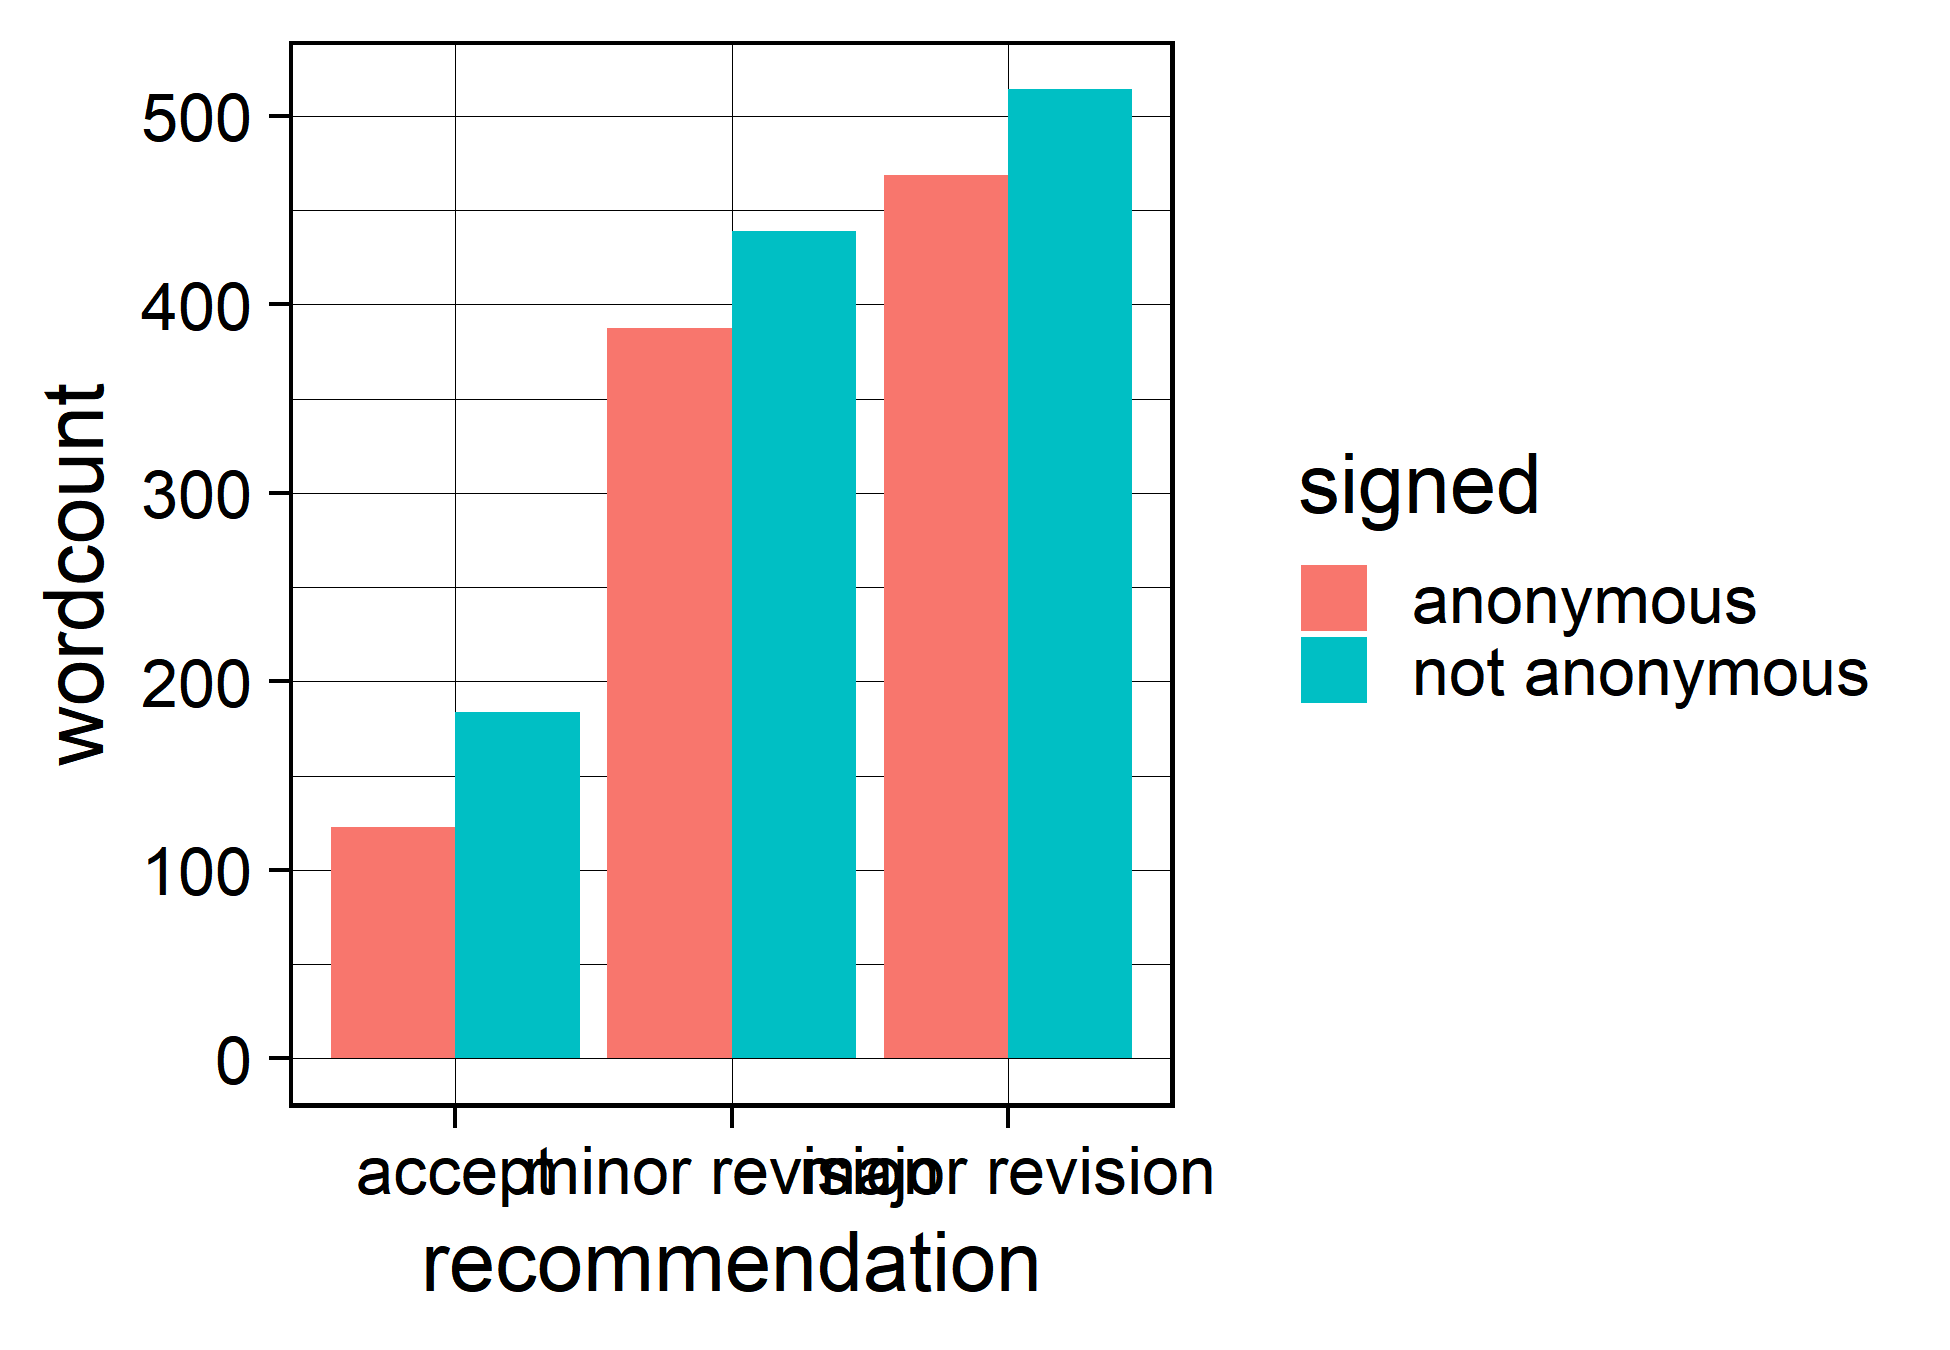 500
400
300
200
100
0
wordcount
accept
minor revision
major revision
recommendation
signed
anonymous
not anonymous